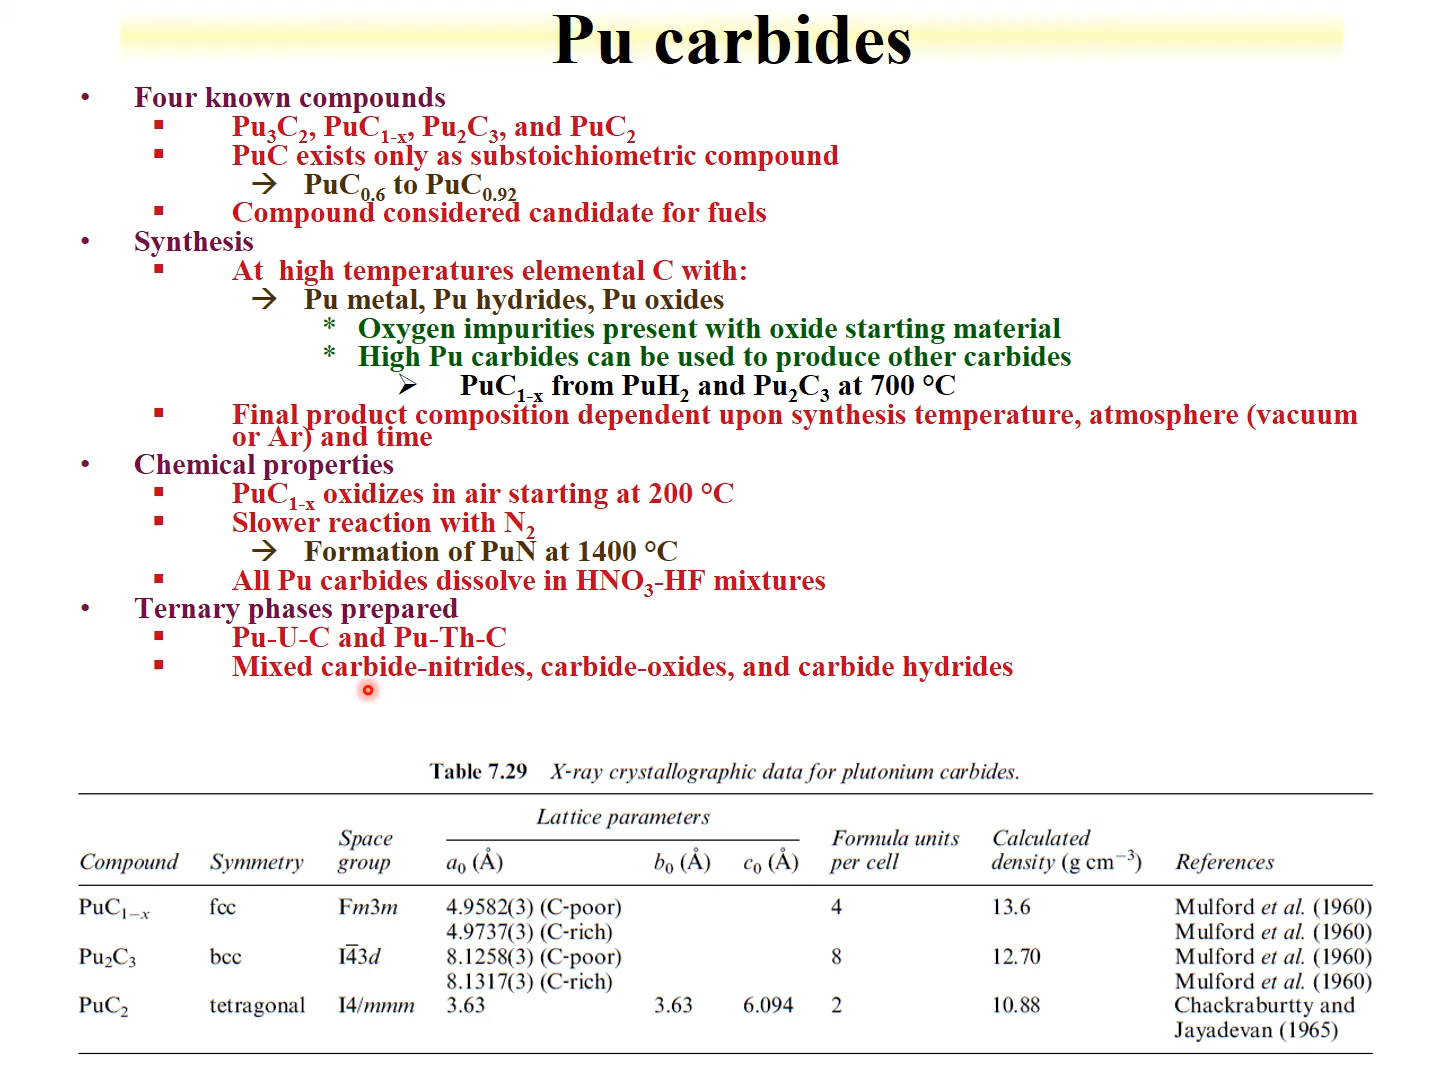 Pu carbides
• Four known compounds
▪ Pu₃C₂, PuC₁₋ₓ, Pu₂C₃, and PuC₂
▪ PuC exists only as substoichiometric compound
→ PuC₀.₆ to PuC₀.₉₂
▪ Compound considered candidate for fuels
• Synthesis
▪ At high temperatures elemental C with:
→ Pu metal, Pu hydrides, Pu oxides
* Oxygen impurities present with oxide starting material
* High Pu carbides can be used to produce other carbides
➢ PuC₁₋ₓ from PuH₂ and Pu₂C₃ at 700 °C
▪ Final product composition dependent upon synthesis temperature, atmosphere (vacuum
or Ar) and time
• Chemical properties
▪ PuC₁₋ₓ oxidizes in air starting at 200 °C
▪ Slower reaction with N₂
→ Formation of PuN at 1400 °C
▪ All Pu carbides dissolve in HNO₃-HF mixtures
• Ternary phases prepared
▪ Pu-U-C and Pu-Th-C
▪ Mixed carbide-nitrides, carbide-oxides, and carbide hydrides
Table 7.29 X-ray crystallographic data for plutonium carbides.
Lattice parameters
Space Formula units Calculated
Compound Symmetry group a₀ (Å) b₀ (Å) c₀ (Å) per cell density (g cm⁻³) References
PuC₁₋ₓ fcc Fm3m 4.9582(3) (C-poor) 4 13.6 Mulford et al. (1960)
4.9737(3) (C-rich) Mulford et al. (1960)
Pu₂C₃ bcc I4̅3d 8.1258(3) (C-poor) 8 12.70 Mulford et al. (1960)
8.1317(3) (C-rich) Mulford et al. (1960)
PuC₂ tetragonal I4/mmm 3.63 3.63 6.094 2 10.88 Chackraburtty and
Jayadevan (1965)